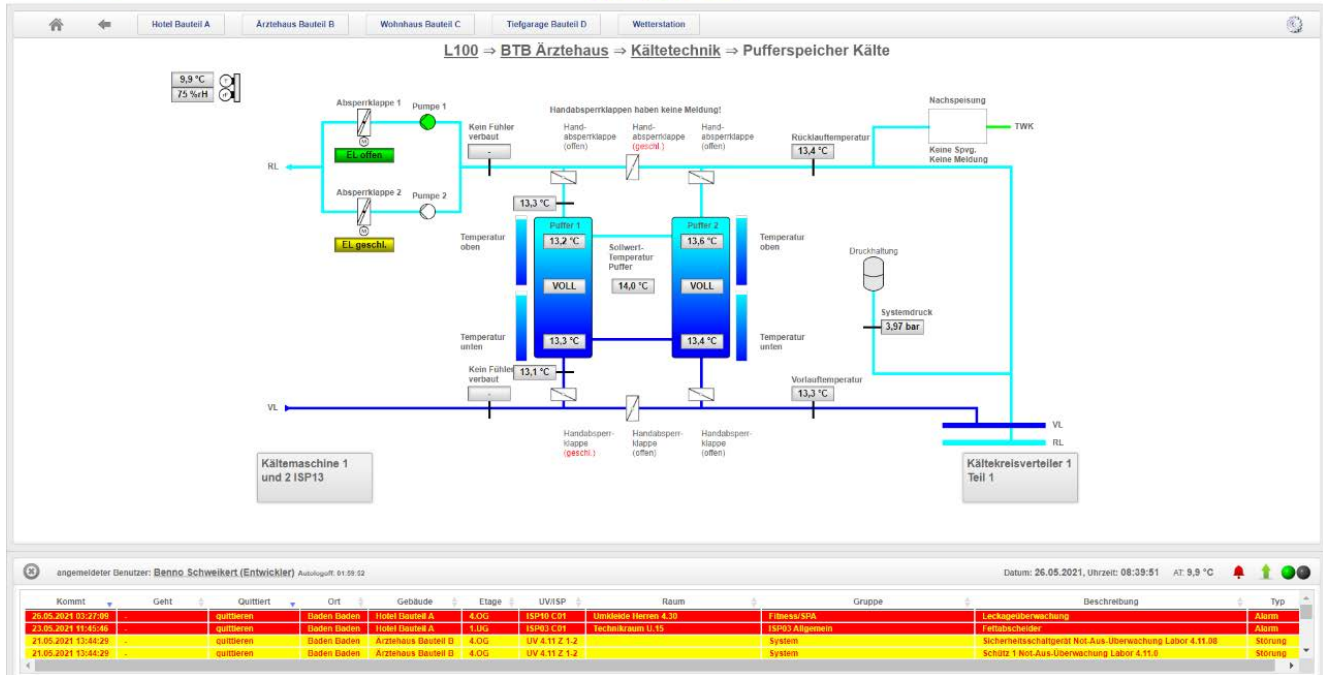 Hotel Bauteil A   Ärztehaus Bauteil B   Wohnhaus Bauteil C   Tiefgarage Bauteil D   Wetterstation
L100 ⇒ BTB Ärztehaus ⇒ Kältetechnik ⇒ Pufferspeicher Kälte
9,9 °C
75 %rH
Absperrklappe 1
Pumpe 1
M
EL offen
RL
Absperrklappe 2
Pumpe 2
M
EL geschl.
Kein Fühler
verbaut
-
Handabsperrklappen haben keine Meldung!
Hand-
absperrklappe
(offen)
Hand-
absperrklappe
(geschl.)
Hand-
absperrklappe
(offen)
Rücklauftemperatur
13,4 °C
Nachspeisung
TWK
Keine Spvg.
Keine Meldung
13,3 °C
Temperatur
oben
Puffer 1
13,2 °C
VOLL
13,3 °C
Sollwert-
Temperatur
Puffer
14,0 °C
Puffer 2
13,6 °C
VOLL
13,4 °C
Temperatur
oben
Druckhaltung
Systemdruck
3,97 bar
Temperatur
unten
Temperatur
unten
Kein Fühler
verbaut
-
13,1 °C
Vorlauftemperatur
13,3 °C
VL
Handabsperr-
klappe
(geschl.)
Handabsperr-
klappe
(offen)
Handabsperr-
klappe
(offen)
VL
RL
Kältemaschine 1
und 2 ISP13
Kältekreisverteiler 1
Teil 1
angemeldeter Benutzer: Benno Schweikert (Entwickler) Autologoff: 01:59:52   Datum: 26.05.2021, Uhrzeit: 08:39:51   AT: 9,9 °C
Kommt   Geht   Quittiert   Ort   Gebäude   Etage   UV/ISP   Raum   Gruppe   Beschreibung   Typ
26.05.2021 03:27:09   -   quittieren   Baden Baden   Hotel Bauteil A   4.OG   ISP10 C01   Umkleide Herren 4.30   Fitness/SPA   Leckageüberwachung   Alarm
23.05.2021 11:45:46   -   quittieren   Baden Baden   Hotel Bauteil A   1.UG   ISP03 C01   Technikraum U.15   ISP03 Allgemein   Fettabscheider   Alarm
21.05.2021 13:44:29   -   quittieren   Baden Baden   Ärztehaus Bauteil B   4.OG   UV 4.11 Z 1-2   System   Sicherheitsschaltgerät Not-Aus-Überwachung Labor 4.11.08   Störung
21.05.2021 13:44:29   -   quittieren   Baden Baden   Ärztehaus Bauteil B   4.OG   UV 4.11 Z 1-2   System   Schütz 1 Not-Aus-Überwachung Labor 4.11.0   Störung